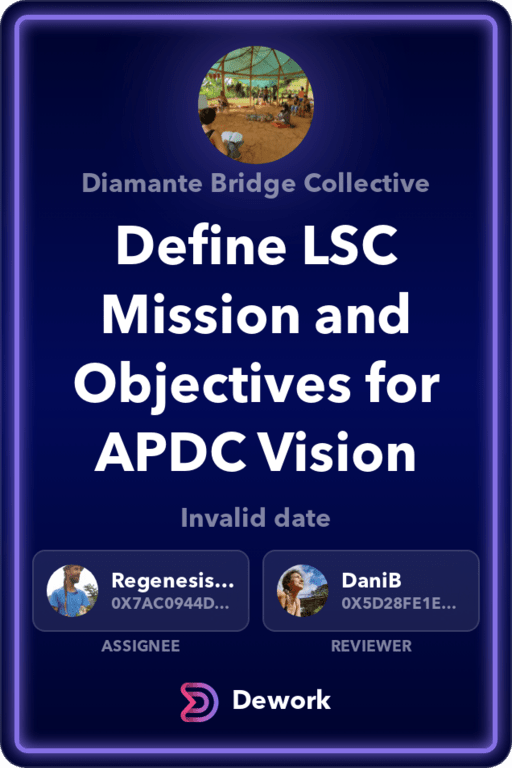 Diamante Bridge Collective
Define LSC
Mission and
Objectives for
APDC Vision
Invalid date
Regenesis...
0X7AC0944D...
ASSIGNEE
DaniB
0X5D28FE1E...
REVIEWER
Dework